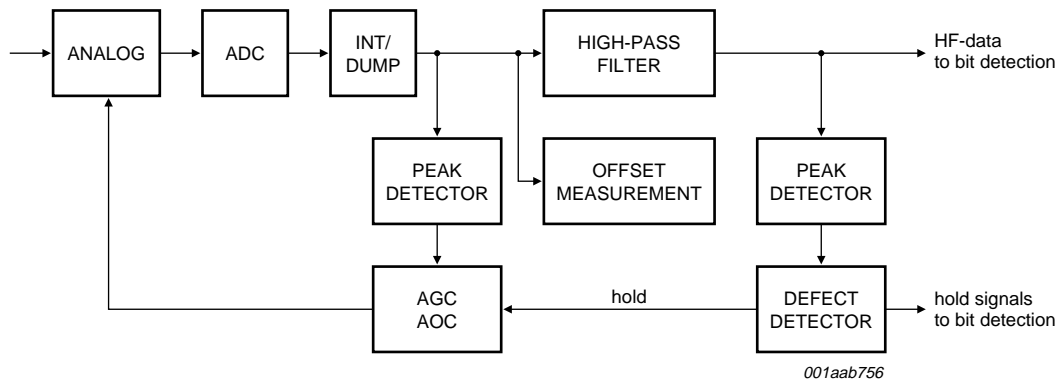 ANALOG
ADC
INT/
DUMP
HIGH-PASS
FILTER
HF-data
to bit detection
PEAK
DETECTOR
OFFSET
MEASUREMENT
PEAK
DETECTOR
AGC
AOC
hold
DEFECT
DETECTOR
hold signals
to bit detection
001aab756